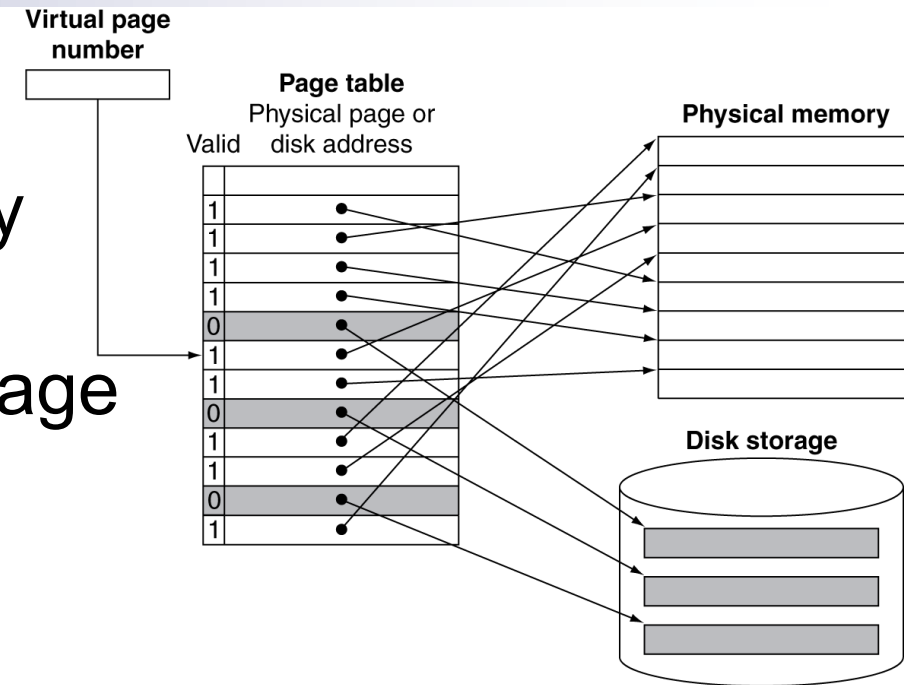 Virtual page
number
Page table
Physical page or
Valid disk address
Physical memory
y
age
1
1
1
1
0
1
1
0
1
1
0
1
Disk storage